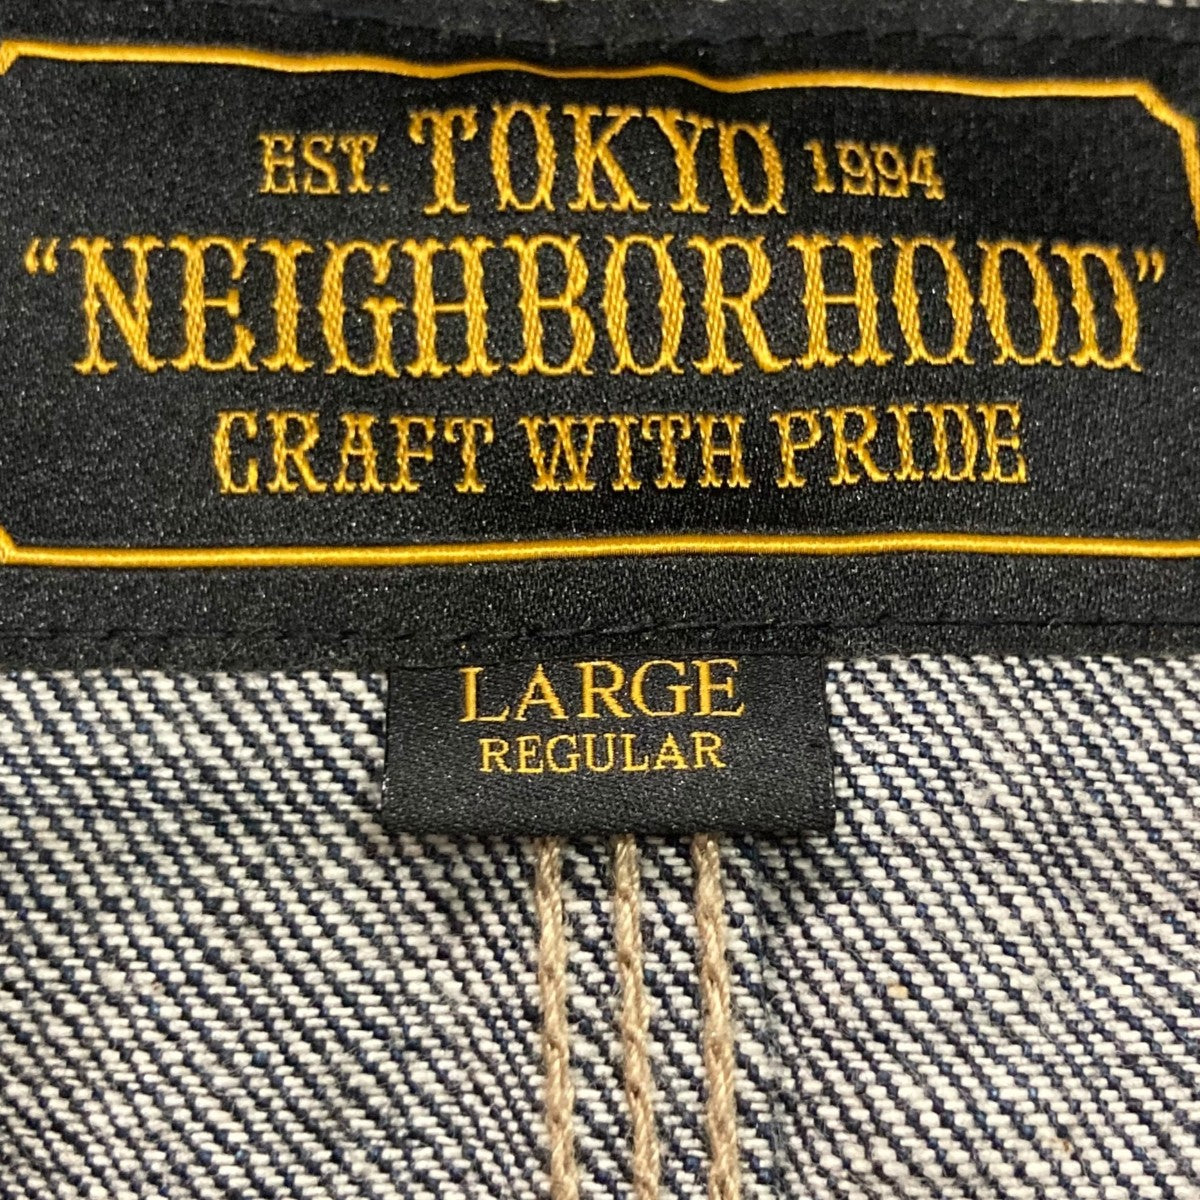 EST. TOKYO 1994
“NEIGHBORHOOD”
CRAFT WITH PRIDE
LARGE
REGULAR